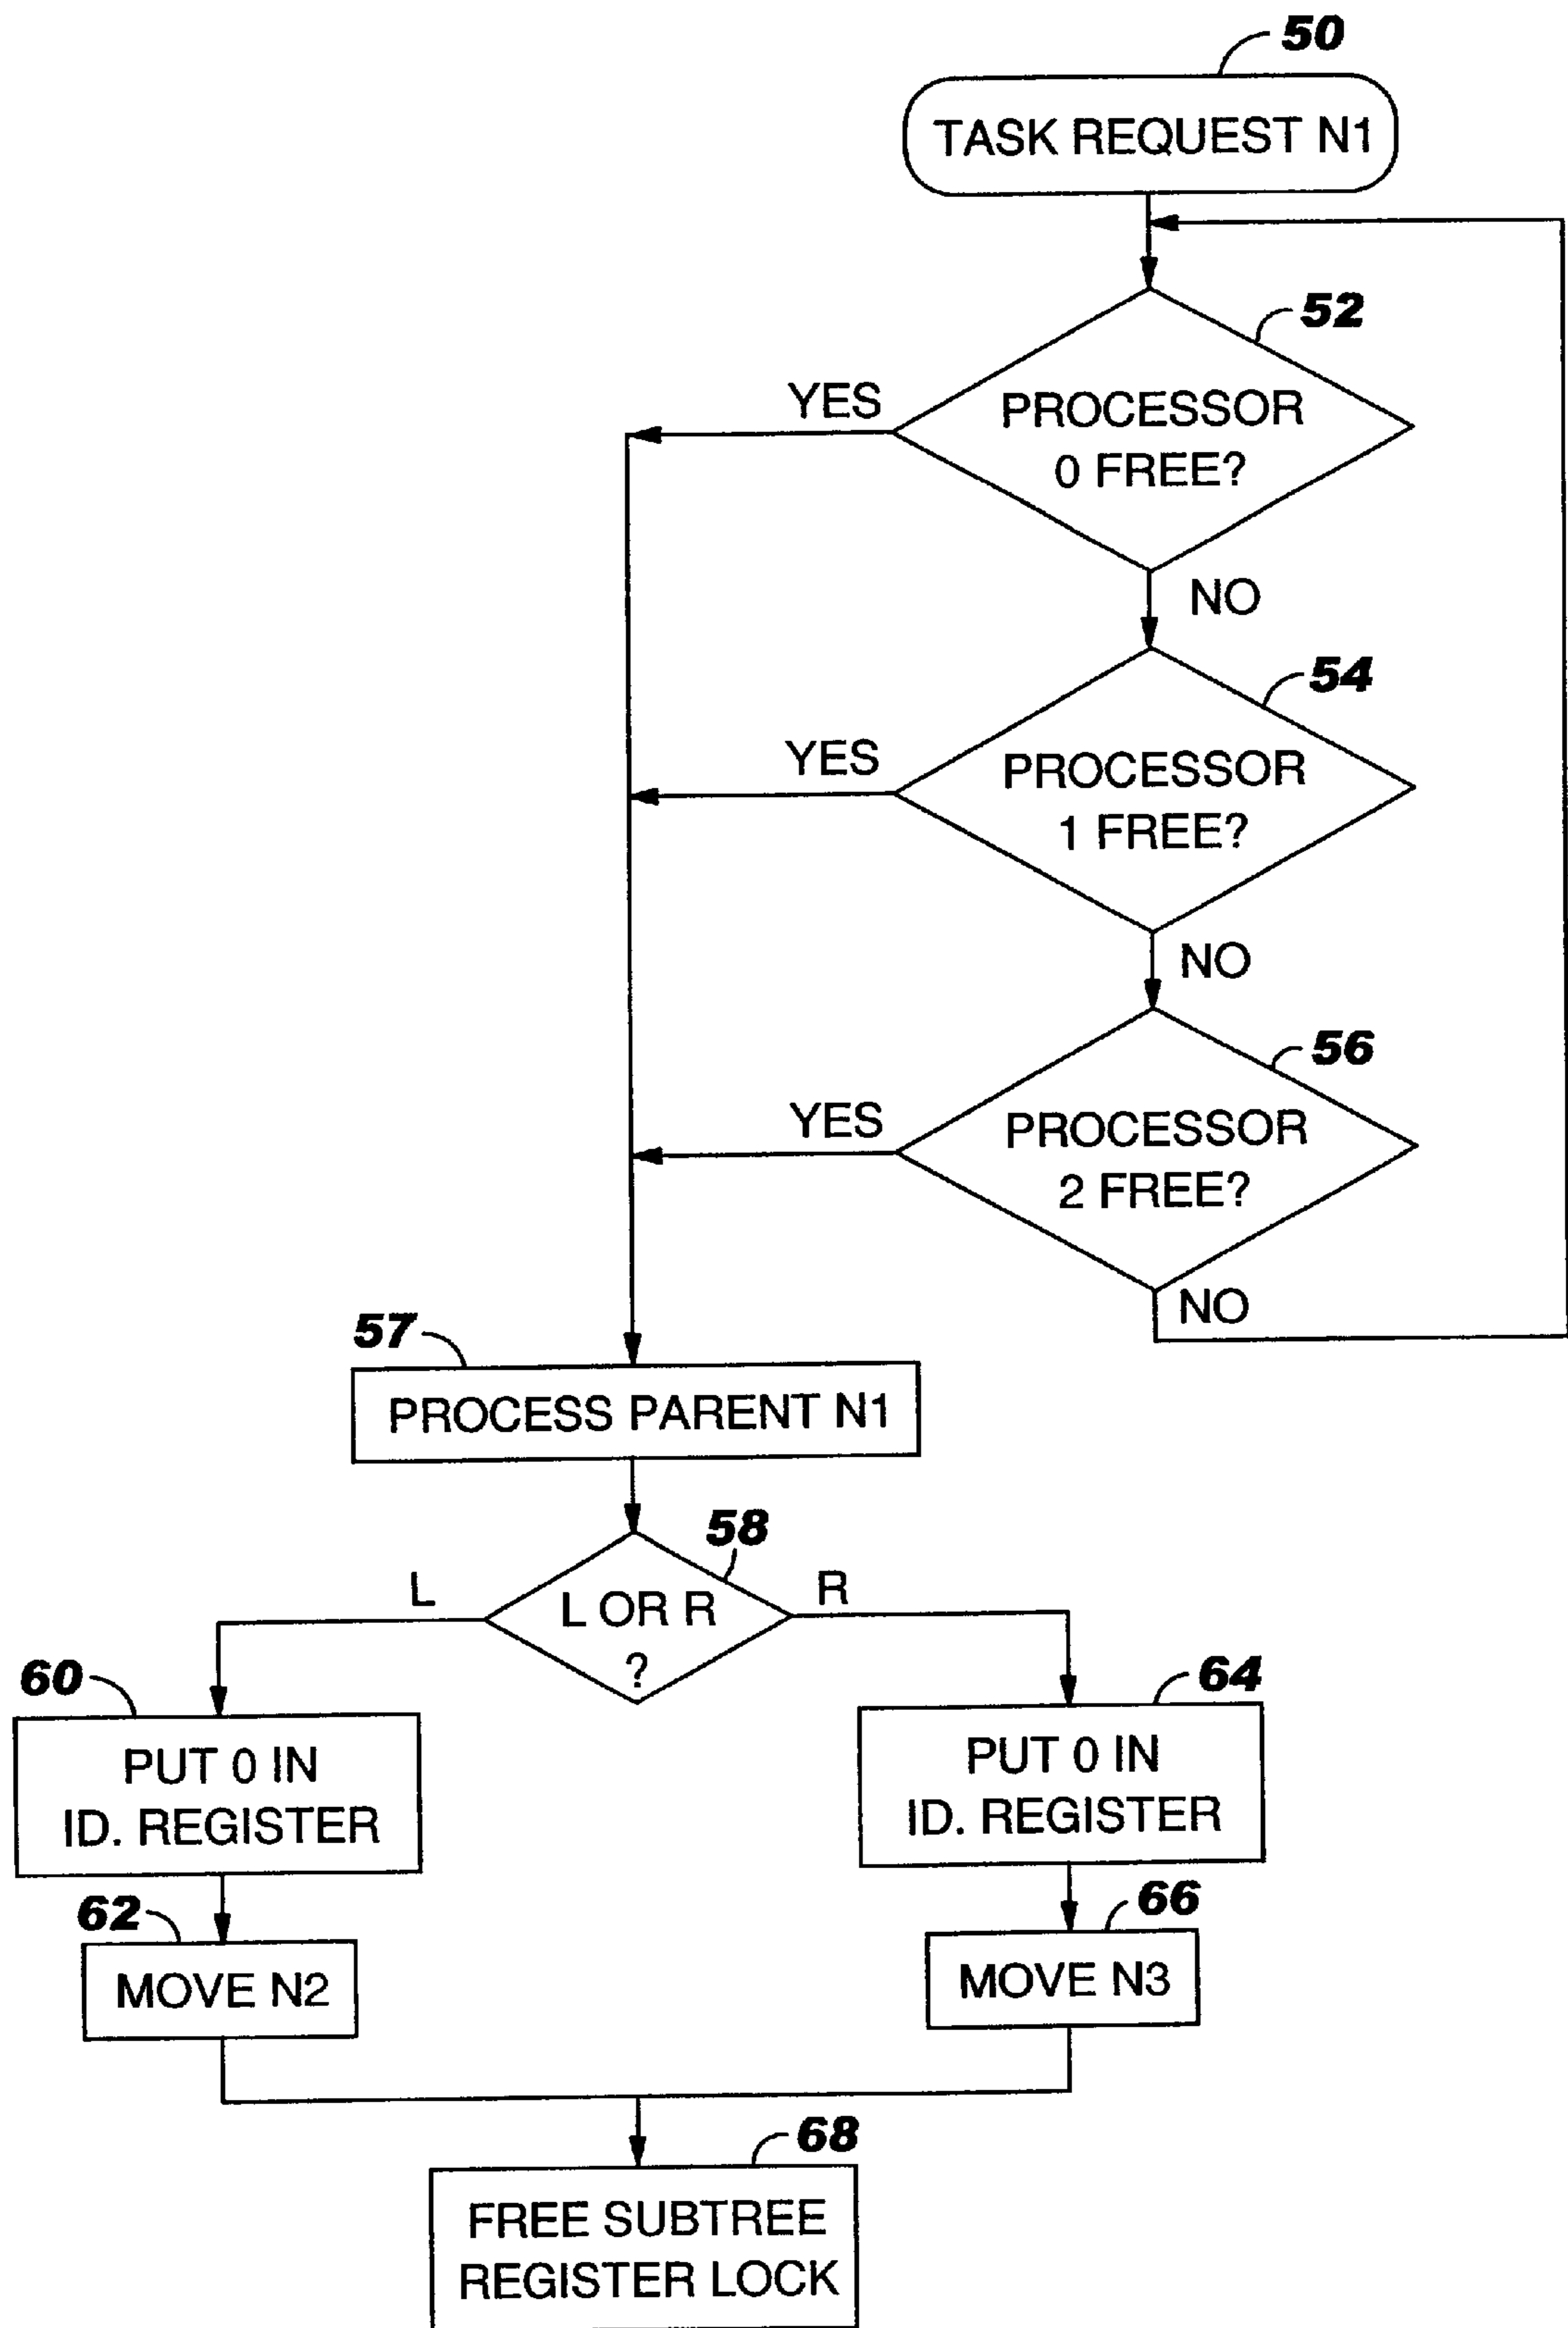 50
TASK REQUEST N1
52
YES
PROCESSOR
0 FREE?
NO
54
YES
PROCESSOR
1 FREE?
NO
56
YES
PROCESSOR
2 FREE?
NO
57
PROCESS PARENT N1
58
L
L OR R
?
R
60
PUT 0 IN
ID. REGISTER
64
PUT 0 IN
ID. REGISTER
62
MOVE N2
66
MOVE N3
68
FREE SUBTREE
REGISTER LOCK